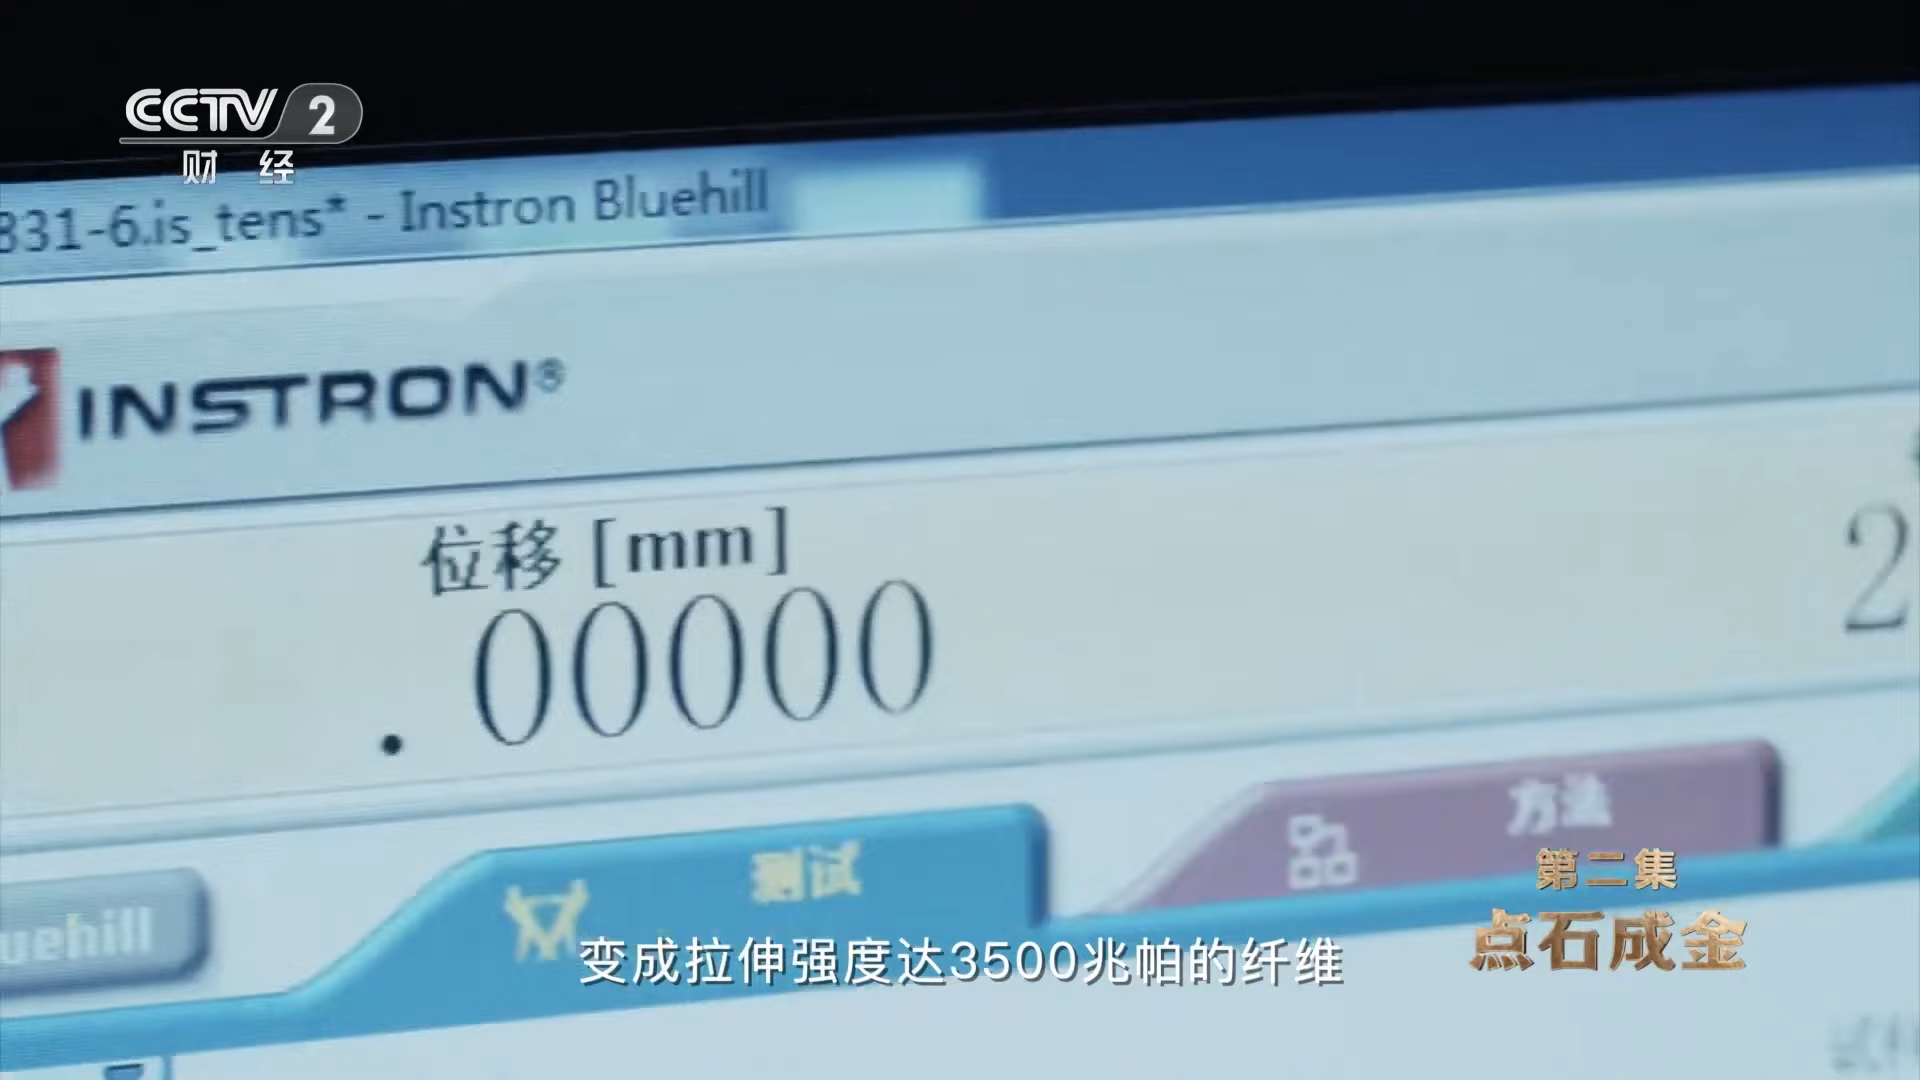 CCTV 2
财 经
831-6.is_tens* - Instron Bluehill
INSTRON®
位移 [mm]
.00000
2
方法
测试
uehill
第二集
点石成金
变成拉伸强度达3500兆帕的纤维